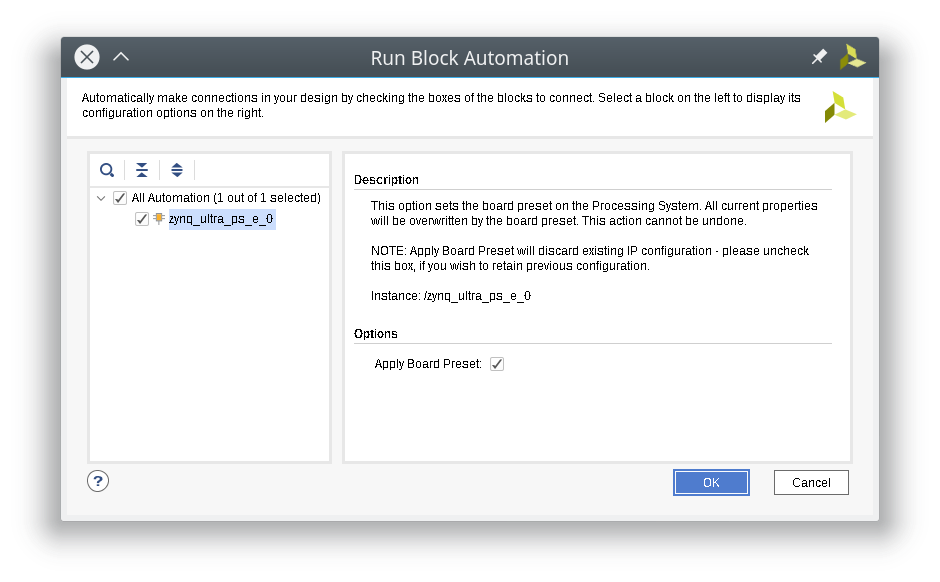 Run Block Automation
Automatically make connections in your design by checking the boxes of the blocks to connect. Select a block on the left to display its
configuration options on the right.
All Automation (1 out of 1 selected)
zynq_ultra_ps_e_0
Description
This option sets the board preset on the Processing System. All current properties
will be overwritten by the board preset. This action cannot be undone.
NOTE: Apply Board Preset will discard existing IP configuration - please uncheck
this box, if you wish to retain previous configuration.
Instance: /zynq_ultra_ps_e_0
Options
Apply Board Preset:
?
OK
Cancel